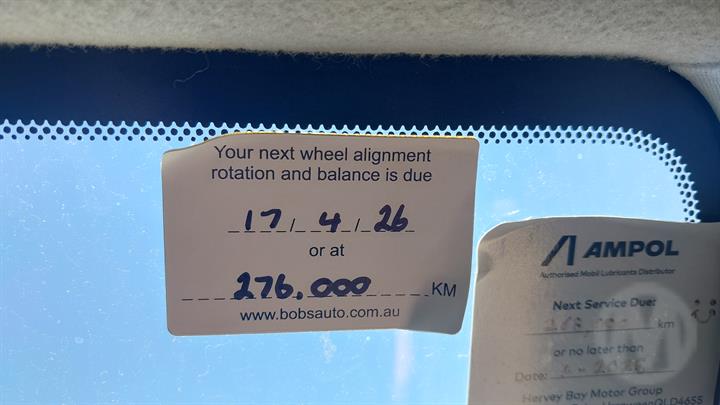 Your next wheel alignment
rotation and balance is due
17/4/26
or at
276,000 KM
www.bobsauto.com.au
AMPOL
Authorised Mobil Lubricants Distributor
Next Service Due:
km
or no later than
Date:
Hervey Bay Motor Group
QLD4655